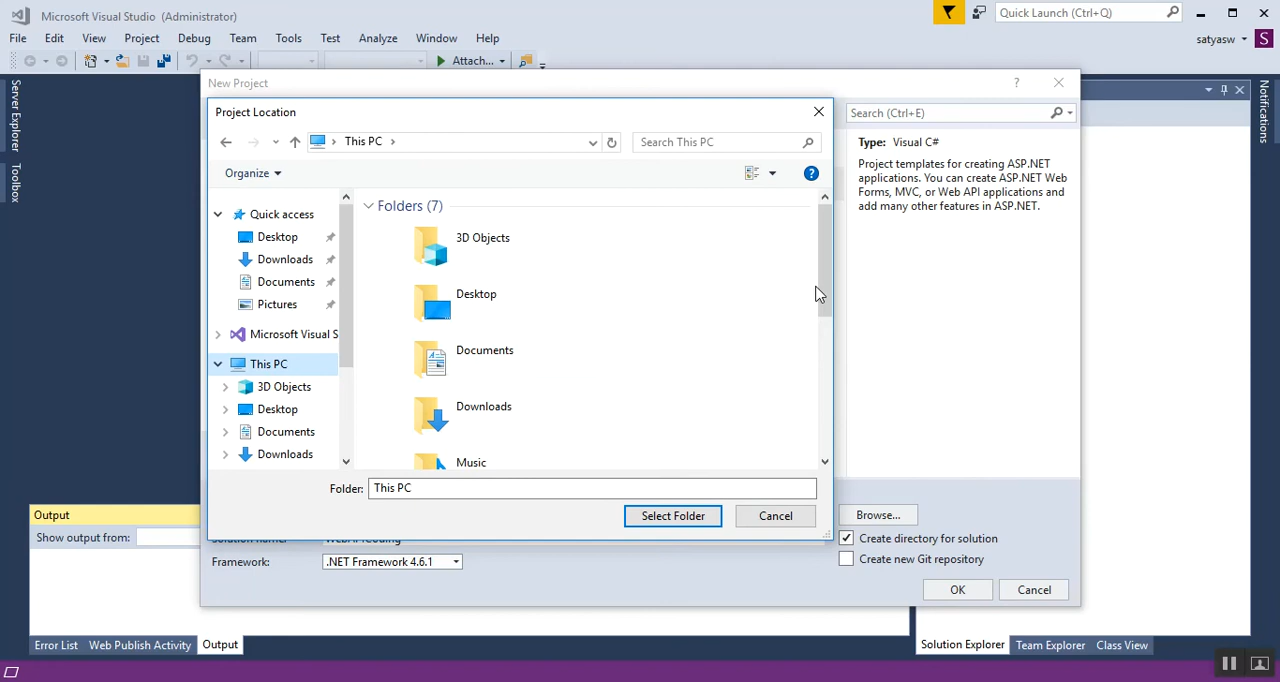 Microsoft Visual Studio (Administrator)
Quick Launch (Ctrl+Q)
File Edit View Project Debug Team Tools Test Analyze Window Help
satyasw S
Attach...
Server Explorer
Toolbox
Notifications
New Project
?
Project Location
Search (Ctrl+E)
This PC
Search This PC
Type: Visual C#
Project templates for creating ASP.NET
applications. You can create ASP.NET Web
Forms, MVC, or Web API applications and
add many other features in ASP.NET.
Organize
?
Quick access
Desktop
Downloads
Documents
Pictures
Microsoft Visual S
This PC
3D Objects
Desktop
Documents
Downloads
Folders (7)
3D Objects
Desktop
Documents
Downloads
Music
Folder: This PC
Select Folder Cancel
Output
Show output from:
Browse...
Create directory for solution
Create new Git repository
Framework: .NET Framework 4.6.1
OK Cancel
Error List Web Publish Activity Output
Solution Explorer Team Explorer Class View